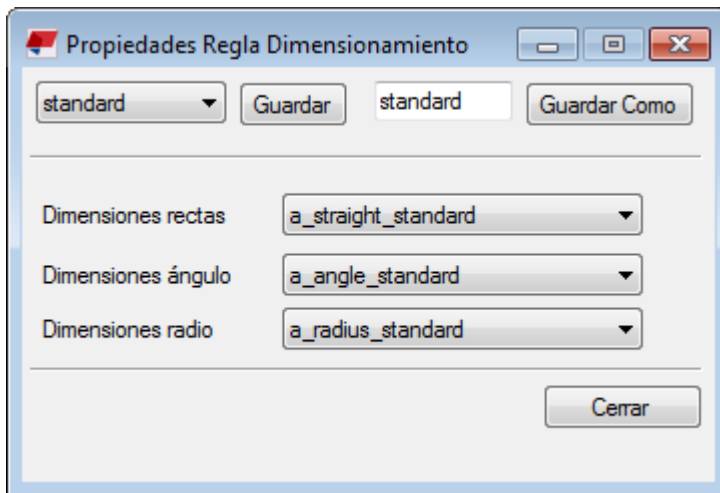 Propiedades Regla Dimensionamiento
standard Guardar standard Guardar Como
Dimensiones rectas a_straight_standard
Dimensiones ángulo a_angle_standard
Dimensiones radio a_radius_standard
Cerrar